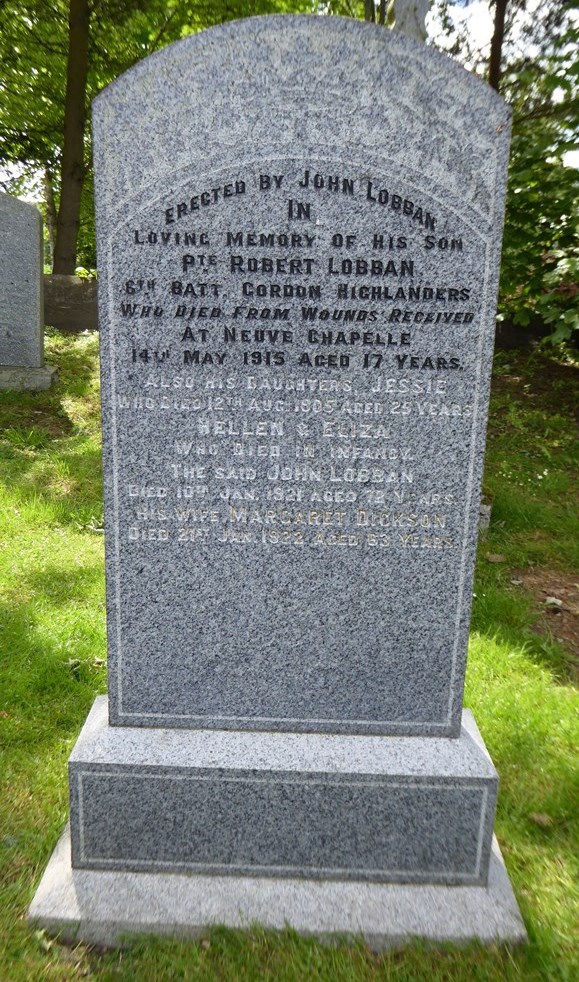 ERECTED BY JOHN LOBBAN
IN
LOVING MEMORY OF HIS SON
PTE ROBERT LOBBAN
6TH BATT. GORDON HIGHLANDERS
WHO DIED FROM WOUNDS RECEIVED
AT NEUVE CHAPELLE
14TH MAY 1915 AGED 17 YEARS.
ALSO HIS DAUGHTERS, JESSIE
WHO DIED 12TH AUG. 1905 AGED 25 YEARS
HELLEN & ELIZA
WHO DIED IN INFANCY.
THE SAID JOHN LOBBAN
DIED 10TH JAN. 1921 AGED 72 YEARS
HIS WIFE MARGARET DICKSON
DIED 21ST JAN. 1922 AGED 63 YEARS.